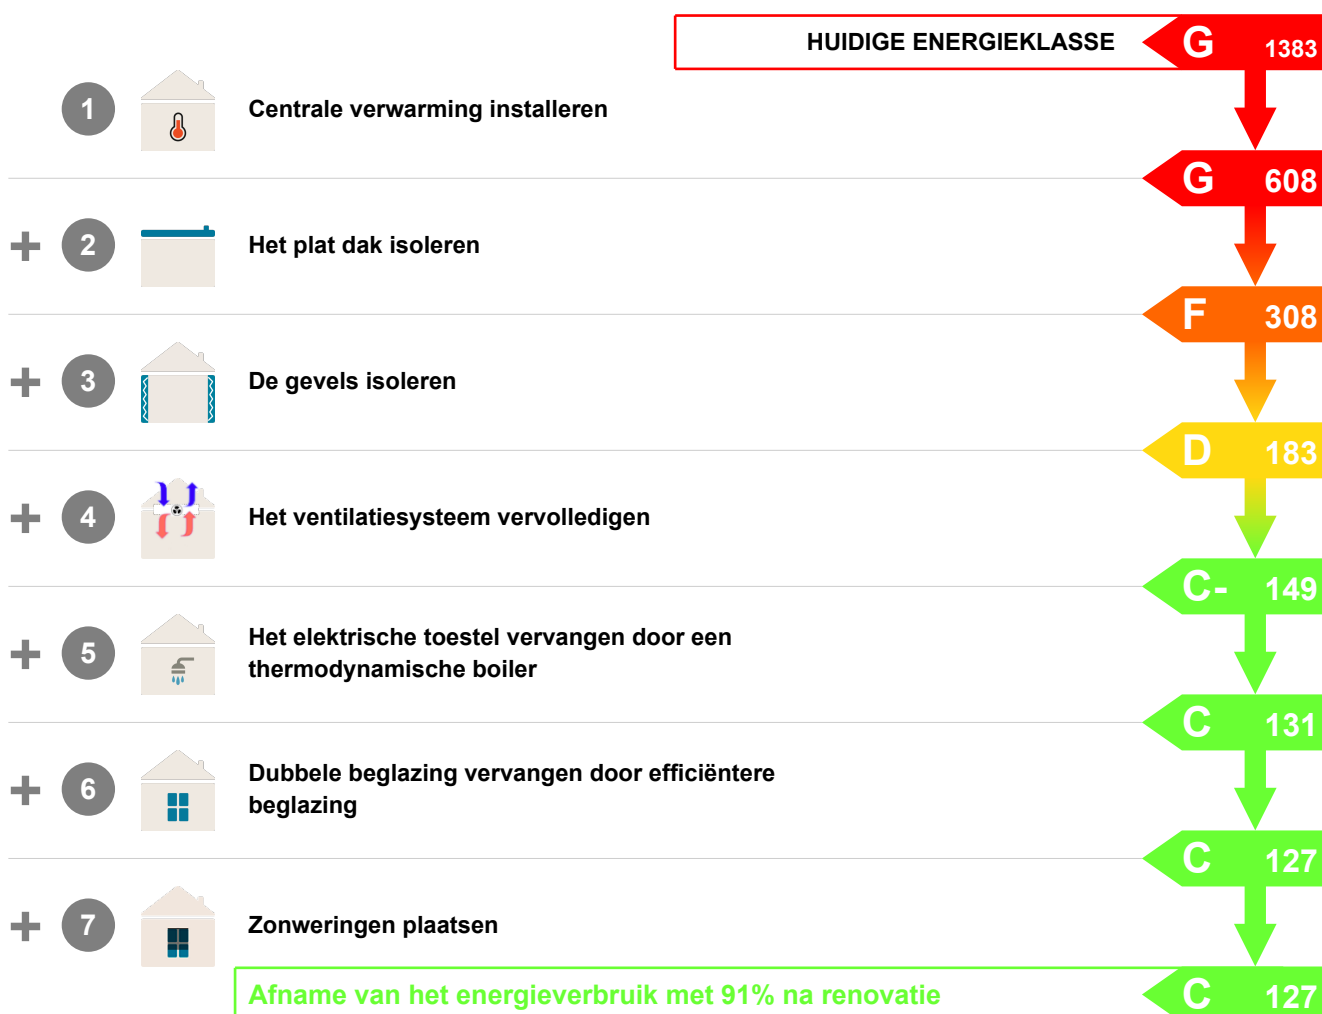 HUIDIGE ENERGIEKLASSE G 1383
1 Centrale verwarming installeren
G 608
+ 2 Het plat dak isoleren
F 308
+ 3 De gevels isoleren
D 183
+ 4 Het ventilatiesysteem vervolledigen
C- 149
+ 5 Het elektrische toestel vervangen door een
thermodynamische boiler
C 131
+ 6 Dubbele beglazing vervangen door efficiëntere
beglazing
C 127
+ 7 Zonweringen plaatsen
Afname van het energieverbruik met 91% na renovatie C 127